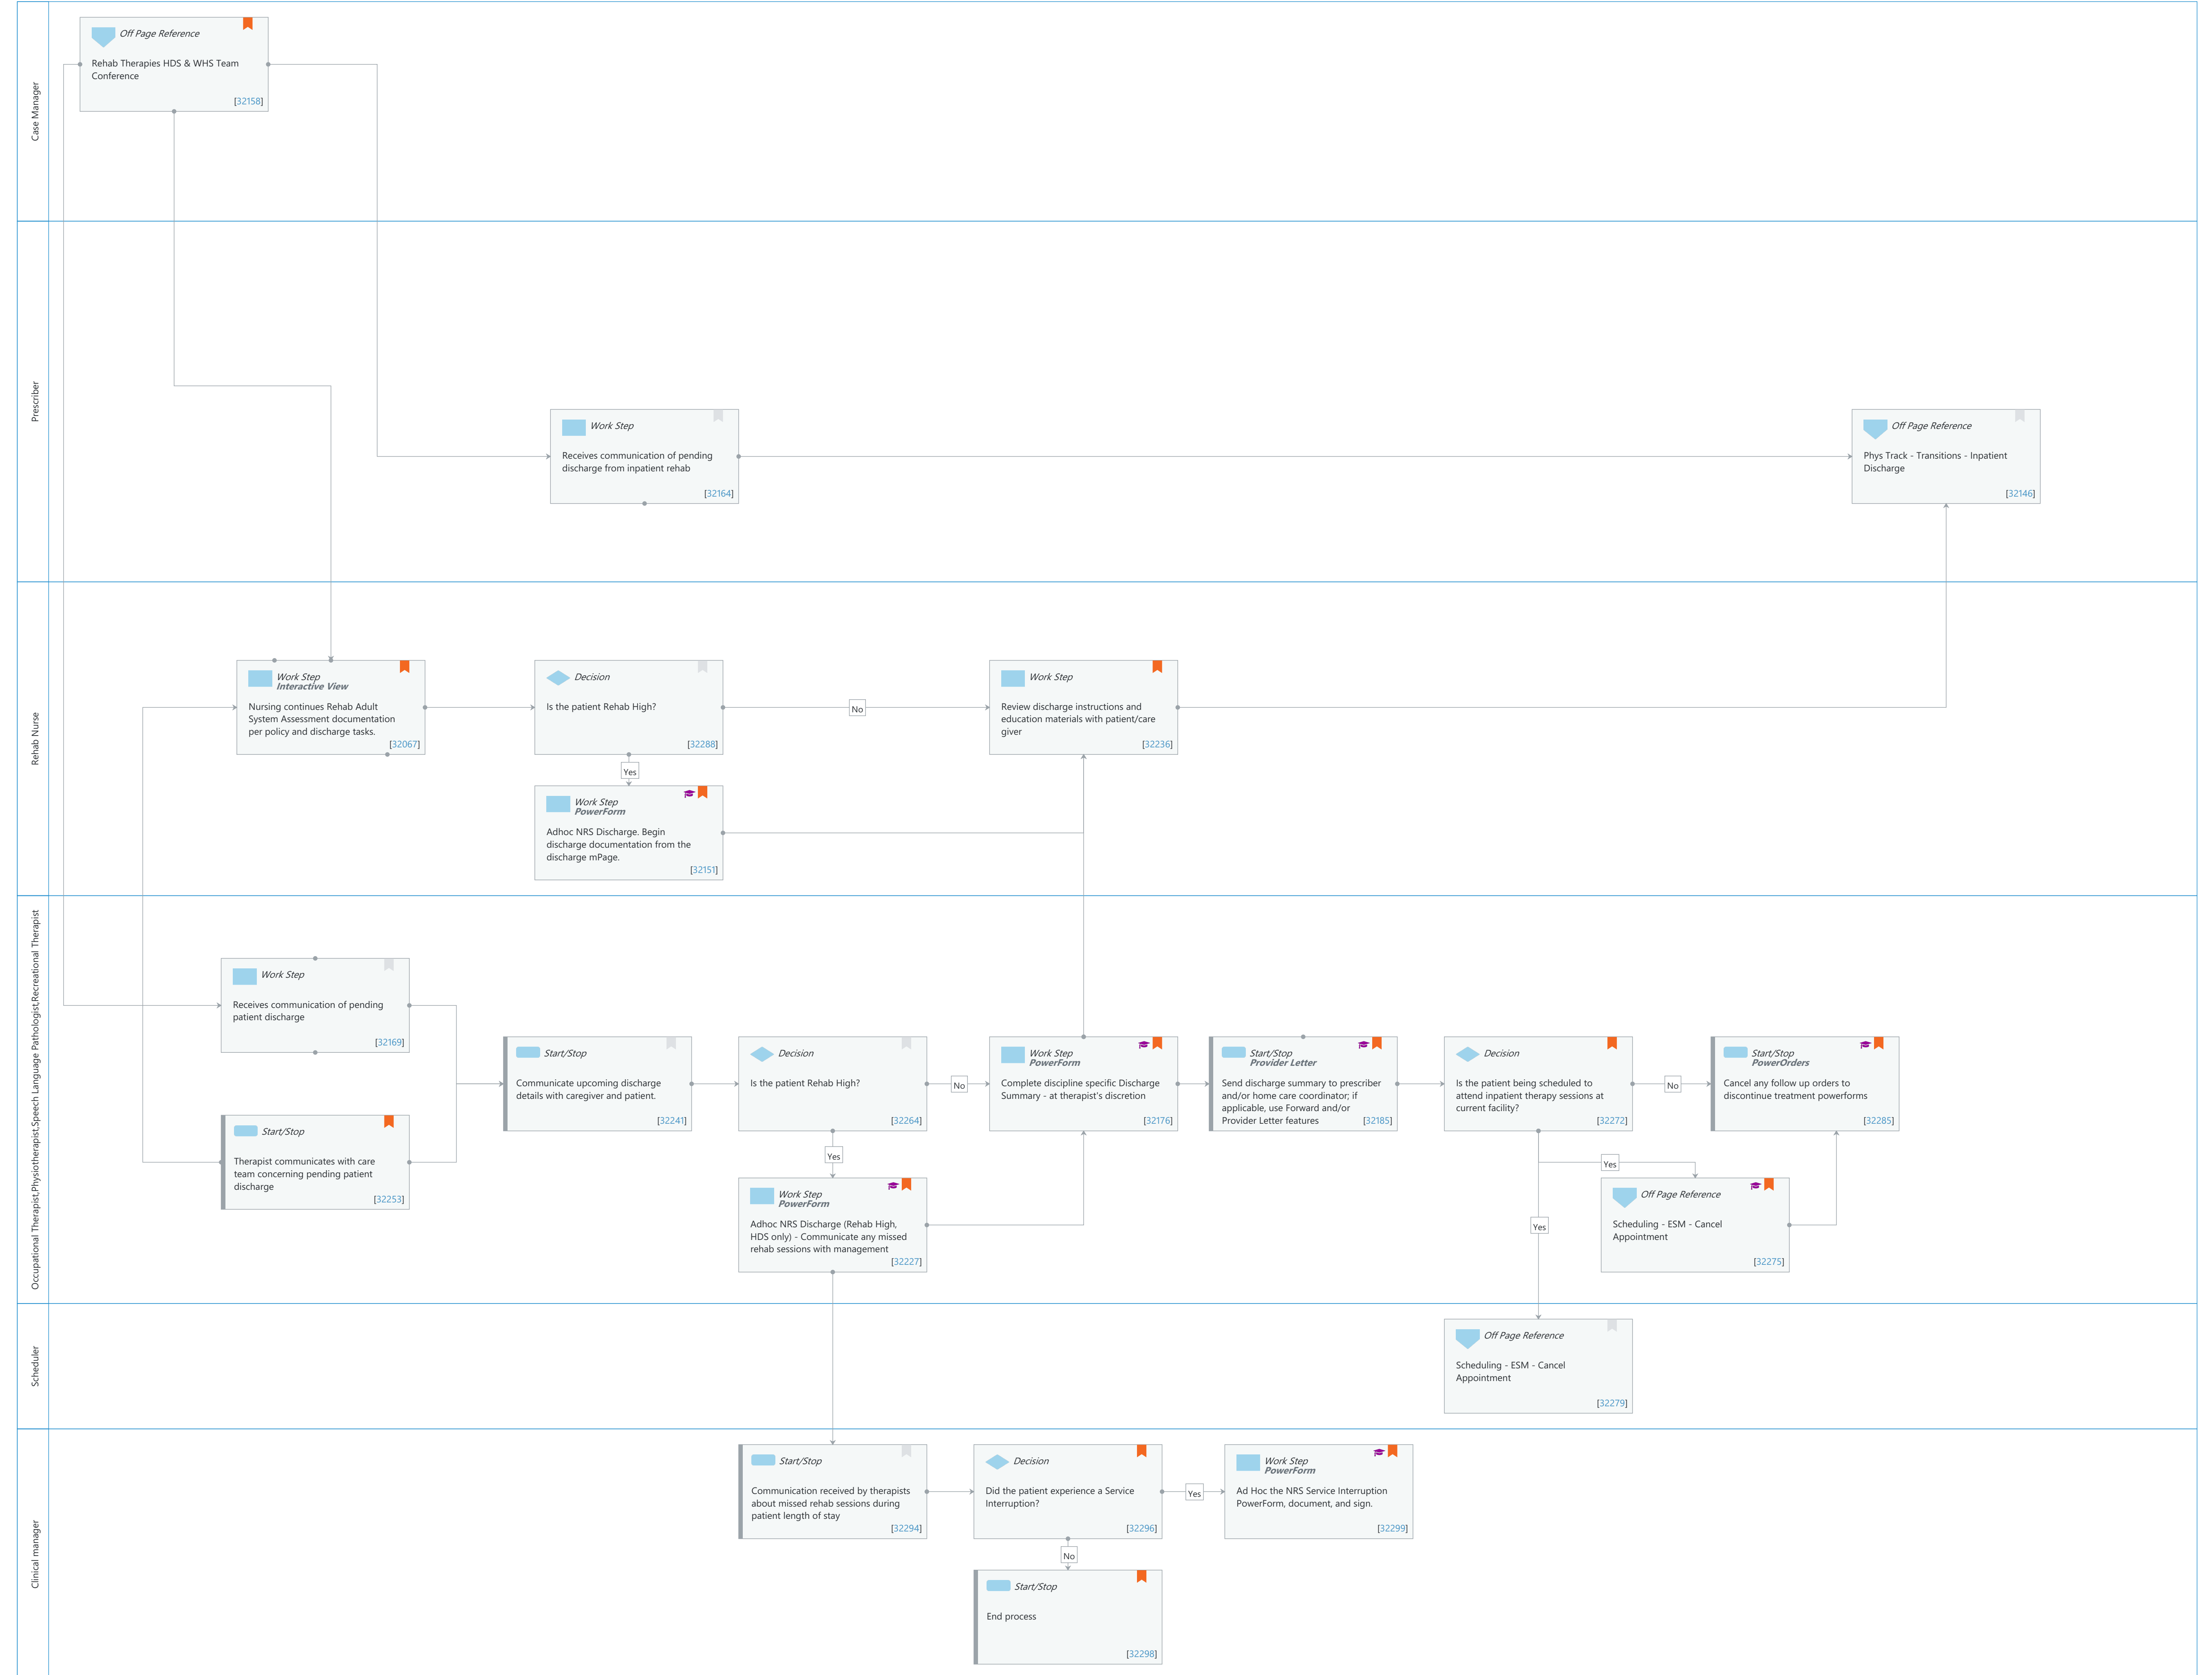 Case Manager
Off Page Reference
Rehab Therapies HDS & WHS Team
Conference
[32158]
Prescriber
Work Step
Receives communication of pending
discharge from inpatient rehab
[32164]
Off Page Reference
Phys Track - Transitions - Inpatient
Discharge
[32146]
Rehab Nurse
Work Step
Interactive View
Nursing continues Rehab Adult
System Assessment documentation
per policy and discharge tasks.
[32067]
Decision
Is the patient Rehab High?
[32288]
No
Work Step
Review discharge instructions and
education materials with patient/care
giver
[32236]
Yes
Work Step
PowerForm
Adhoc NRS Discharge. Begin
discharge documentation from the
discharge mPage.
[32151]
Occupational Therapist,Physiotherapist,Speech Language Pathologist,Recreational Therapist
Work Step
Receives communication of pending
patient discharge
[32169]
Start/Stop
Therapist communicates with care
team concerning pending patient
discharge
[32253]
Start/Stop
Communicate upcoming discharge
details with caregiver and patient.
[32241]
Decision
Is the patient Rehab High?
[32264]
No
Work Step
PowerForm
Complete discipline specific Discharge
Summary - at therapist's discretion
[32176]
Start/Stop
Provider Letter
Send discharge summary to prescriber
and/or home care coordinator; if
applicable, use Forward and/or
Provider Letter features
[32185]
Decision
Is the patient being scheduled to
attend inpatient therapy sessions at
current facility?
[32272]
No
Start/Stop
PowerOrders
Cancel any follow up orders to
discontinue treatment powerforms
[32285]
Yes
Work Step
PowerForm
Adhoc NRS Discharge (Rehab High,
HDS only) - Communicate any missed
rehab sessions with management
[32227]
Yes
Yes
Off Page Reference
Scheduling - ESM - Cancel
Appointment
[32275]
Scheduler
Off Page Reference
Scheduling - ESM - Cancel
Appointment
[32279]
Clinical manager
Start/Stop
Communication received by therapists
about missed rehab sessions during
patient length of stay
[32294]
Decision
Did the patient experience a Service
Interruption?
[32296]
Yes
Work Step
PowerForm
Ad Hoc the NRS Service Interruption
PowerForm, document, and sign.
[32299]
No
Start/Stop
End process
[32298]